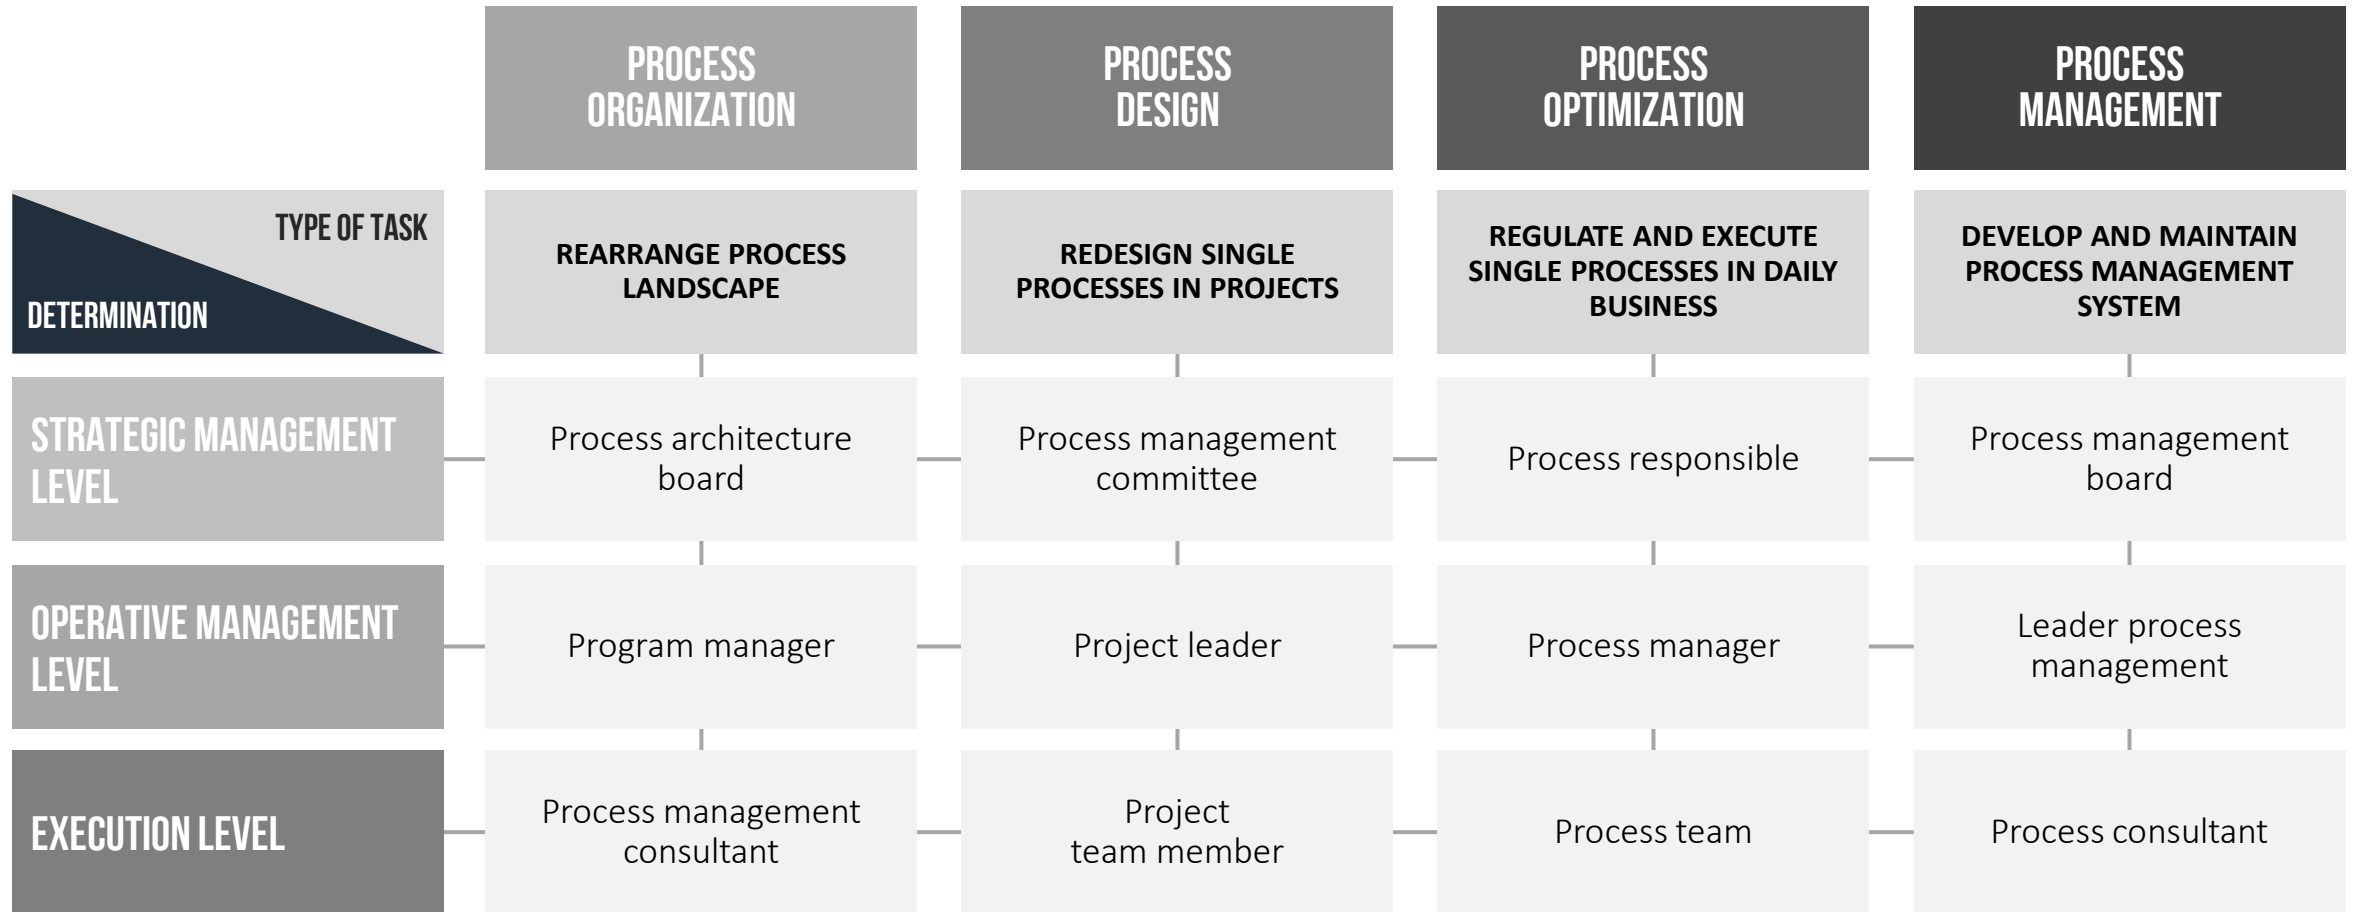 PROCESS
ORGANIZATION
PROCESS
DESIGN
PROCESS
OPTIMIZATION
PROCESS
MANAGEMENT
TYPE OF TASK
DETERMINATION
REARRANGE PROCESS
LANDSCAPE
REDESIGN SINGLE
PROCESSES IN PROJECTS
REGULATE AND EXECUTE
SINGLE PROCESSES IN DAILY
BUSINESS
DEVELOP AND MAINTAIN
PROCESS MANAGEMENT
SYSTEM
STRATEGIC MANAGEMENT
LEVEL
Process architecture
board
Process management
committee
Process responsible
Process management
board
OPERATIVE MANAGEMENT
LEVEL
Program manager
Project leader
Process manager
Leader process
management
EXECUTION LEVEL
Process management
consultant
Project
team member
Process team
Process consultant